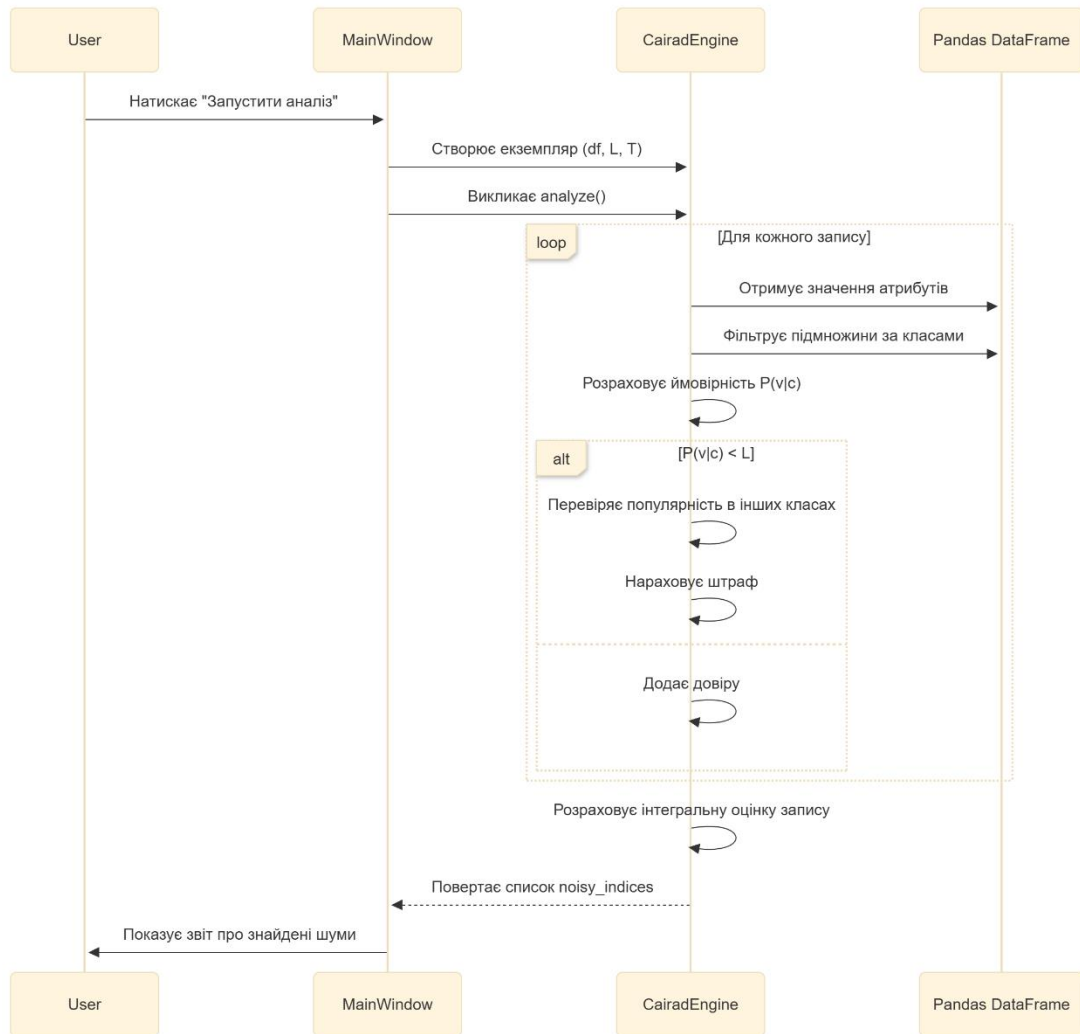 User
MainWindow
CairadEngine
Pandas DataFrame
Натискає "Запустити аналіз"
Створює екземпляр (df, L, T)
Викликає analyze()
loop
[Для кожного запису]
Отримує значення атрибутів
Фільтрує підмножини за класами
Розраховує ймовірність P(v|c)
alt
[P(v|c) < L]
Перевіряє популярність в інших класах
Нараховує штраф
Додає довіру
Розраховує інтегральну оцінку запису
Повертає список noisy_indices
Показує звіт про знайдені шуми
User
MainWindow
CairadEngine
Pandas DataFrame